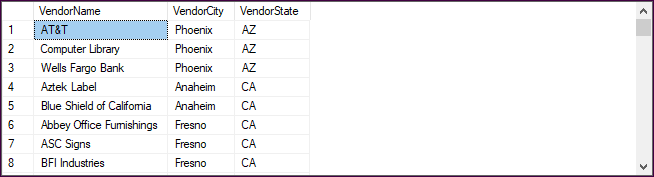 VendorName VendorCity VendorState
1 AT&T Phoenix AZ
2 Computer Library Phoenix AZ
3 Wells Fargo Bank Phoenix AZ
4 Aztek Label Anaheim CA
5 Blue Shield of California Anaheim CA
6 Abbey Office Furnishings Fresno CA
7 ASC Signs Fresno CA
8 BFI Industries Fresno CA